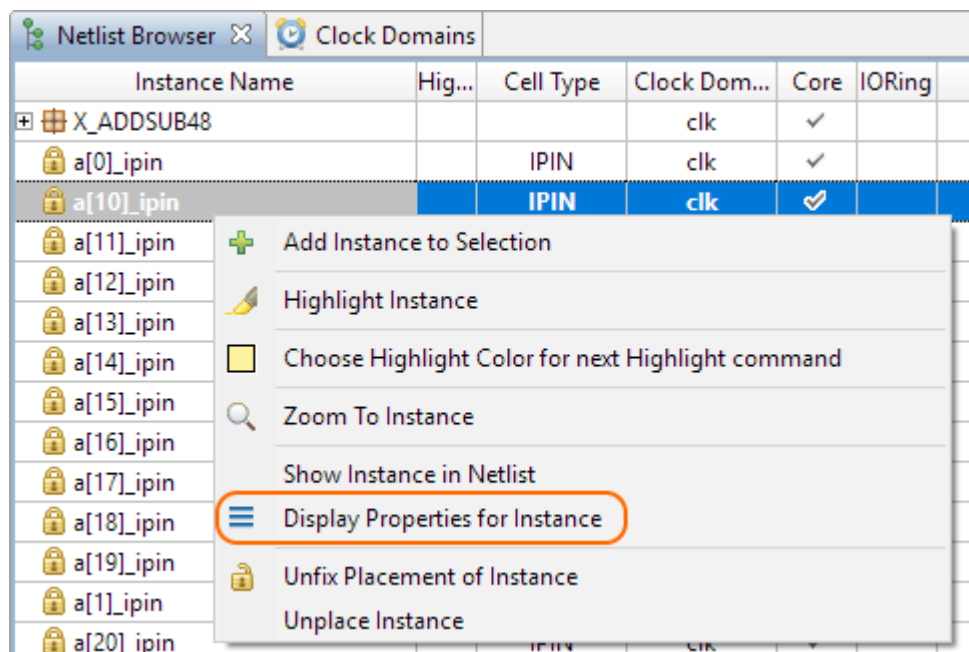 Netlist Browser Clock Domains
Instance Name Hig... Cell Type Clock Dom... Core IORing
X_ADDSUB48 clk
a[0]_ipin IPIN clk
a[10]_ipin IPIN clk
a[11]_ipin
Add Instance to Selection
a[12]_ipin
Highlight Instance
a[13]_ipin
a[14]_ipin
Choose Highlight Color for next Highlight command
a[15]_ipin
Zoom To Instance
a[16]_ipin
a[17]_ipin
Show Instance in Netlist
a[18]_ipin
Display Properties for Instance
a[19]_ipin
Unfix Placement of Instance
a[1]_ipin
Unplace Instance
a[20]_ipin IPIN clk